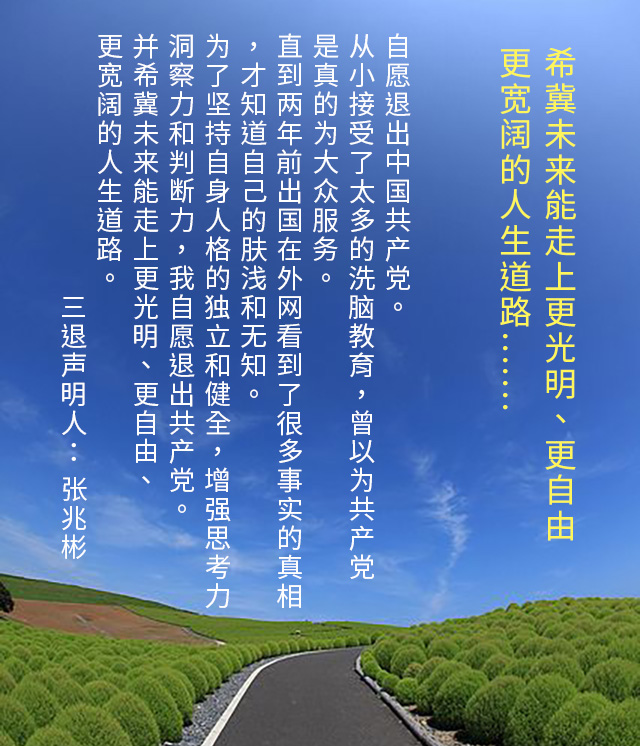 希冀未来能走上更光明、更自由
更宽阔的人生道路……
自愿退出中国共产党。
从小接受了太多的洗脑教育，曾以为共产党
是真的为大众服务。
直到两年前出国在外网看到了很多事实的真相
，才知道自己的肤浅和无知。
为了坚持自身人格的独立和健全，增强思考力
洞察力和判断力，我自愿退出共产党。
并希冀未来能走上更光明、更自由、
更宽阔的人生道路。
三退声明人：张兆彬